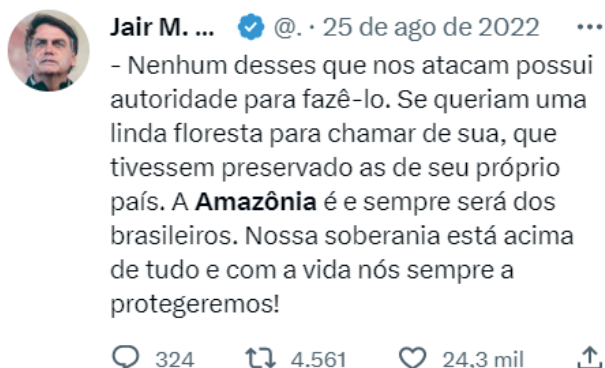 Jair M. ... @. · 25 de ago de 2022 ...
- Nenhum desses que nos atacam possui
autoridade para fazê-lo. Se queriam uma
linda floresta para chamar de sua, que
tivessem preservado as de seu próprio
país. A Amazônia é e sempre será dos
brasileiros. Nossa soberania está acima
de tudo e com a vida nós sempre a
protegeremos!
324 4.561 24,3 mil